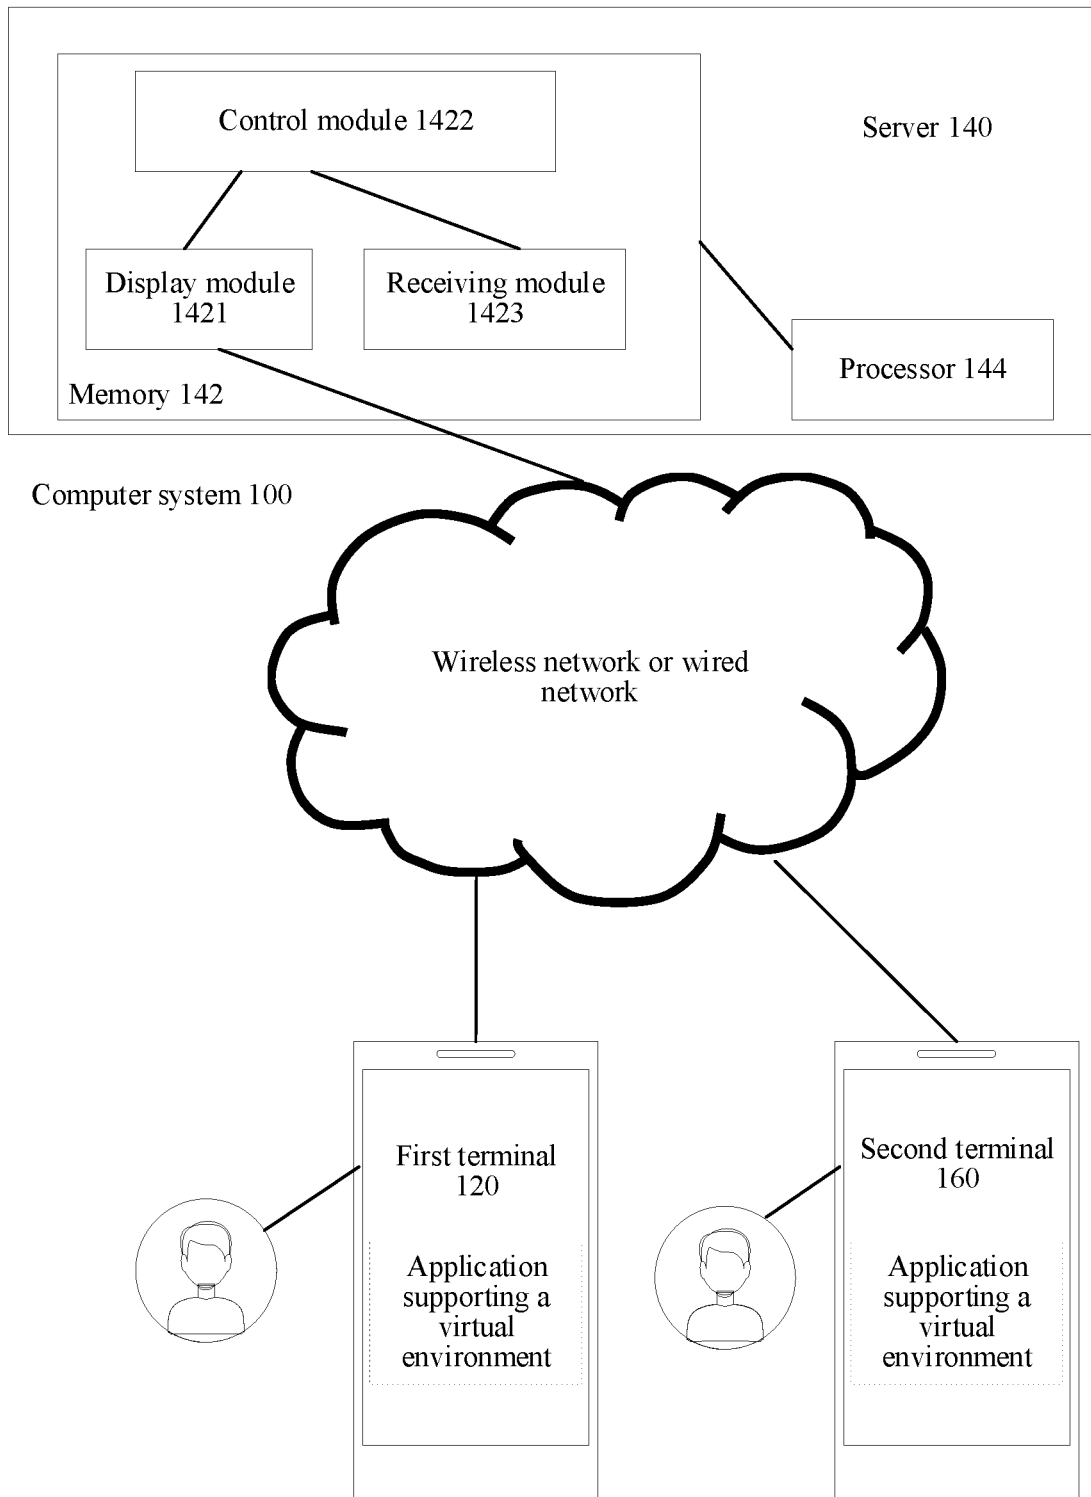 Control module 1422
Server 140
Display module
1421
Receiving module
1423
Processor 144
Memory 142
Computer system 100
Wireless network or wired
network
First terminal
120
Second terminal
160
Application
supporting a
virtual
environment
Application
supporting a
virtual
environment